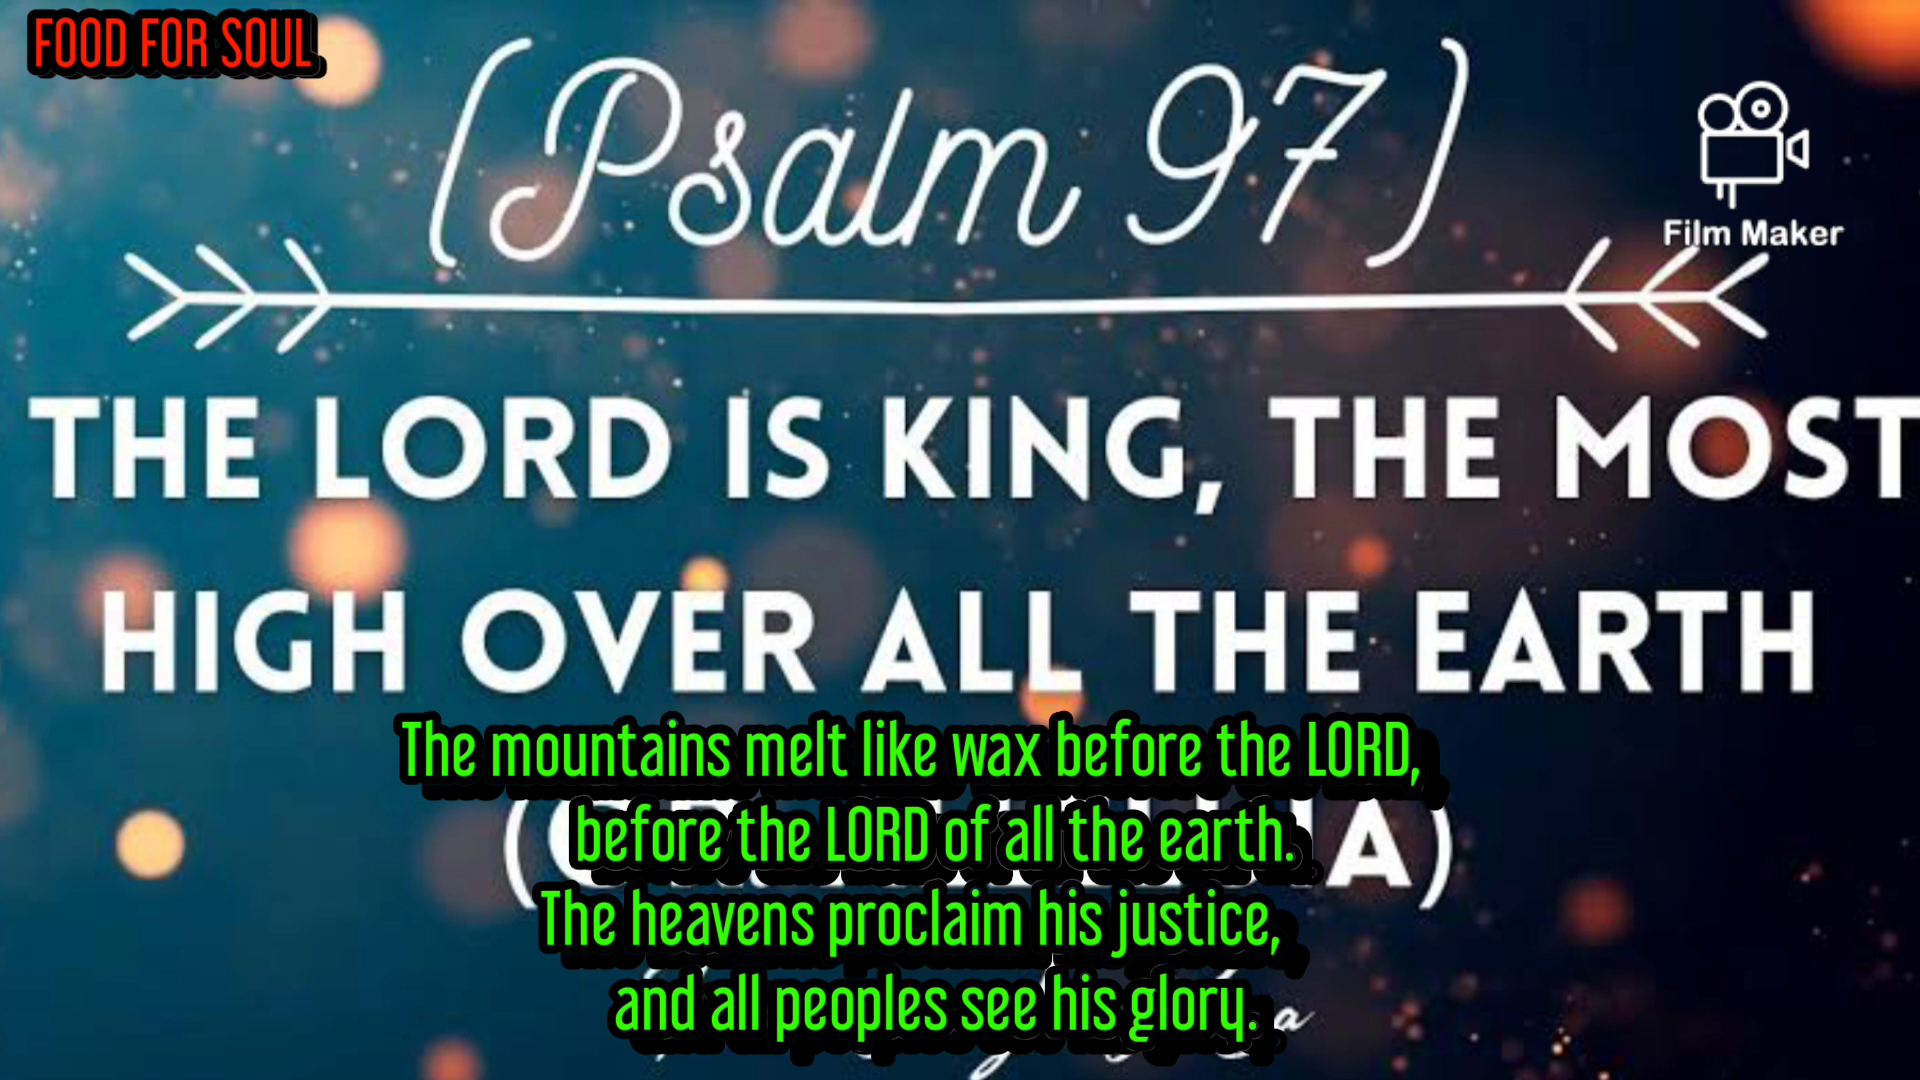 FOOD FOR SOUL
(Psalm 97)
Film Maker
THE LORD IS KING, THE MOST
HIGH OVER ALL THE EARTH
The mountains melt like wax before the LORD,
before the LORD of all the earth.
The heavens proclaim his justice,
and all peoples see his glory.